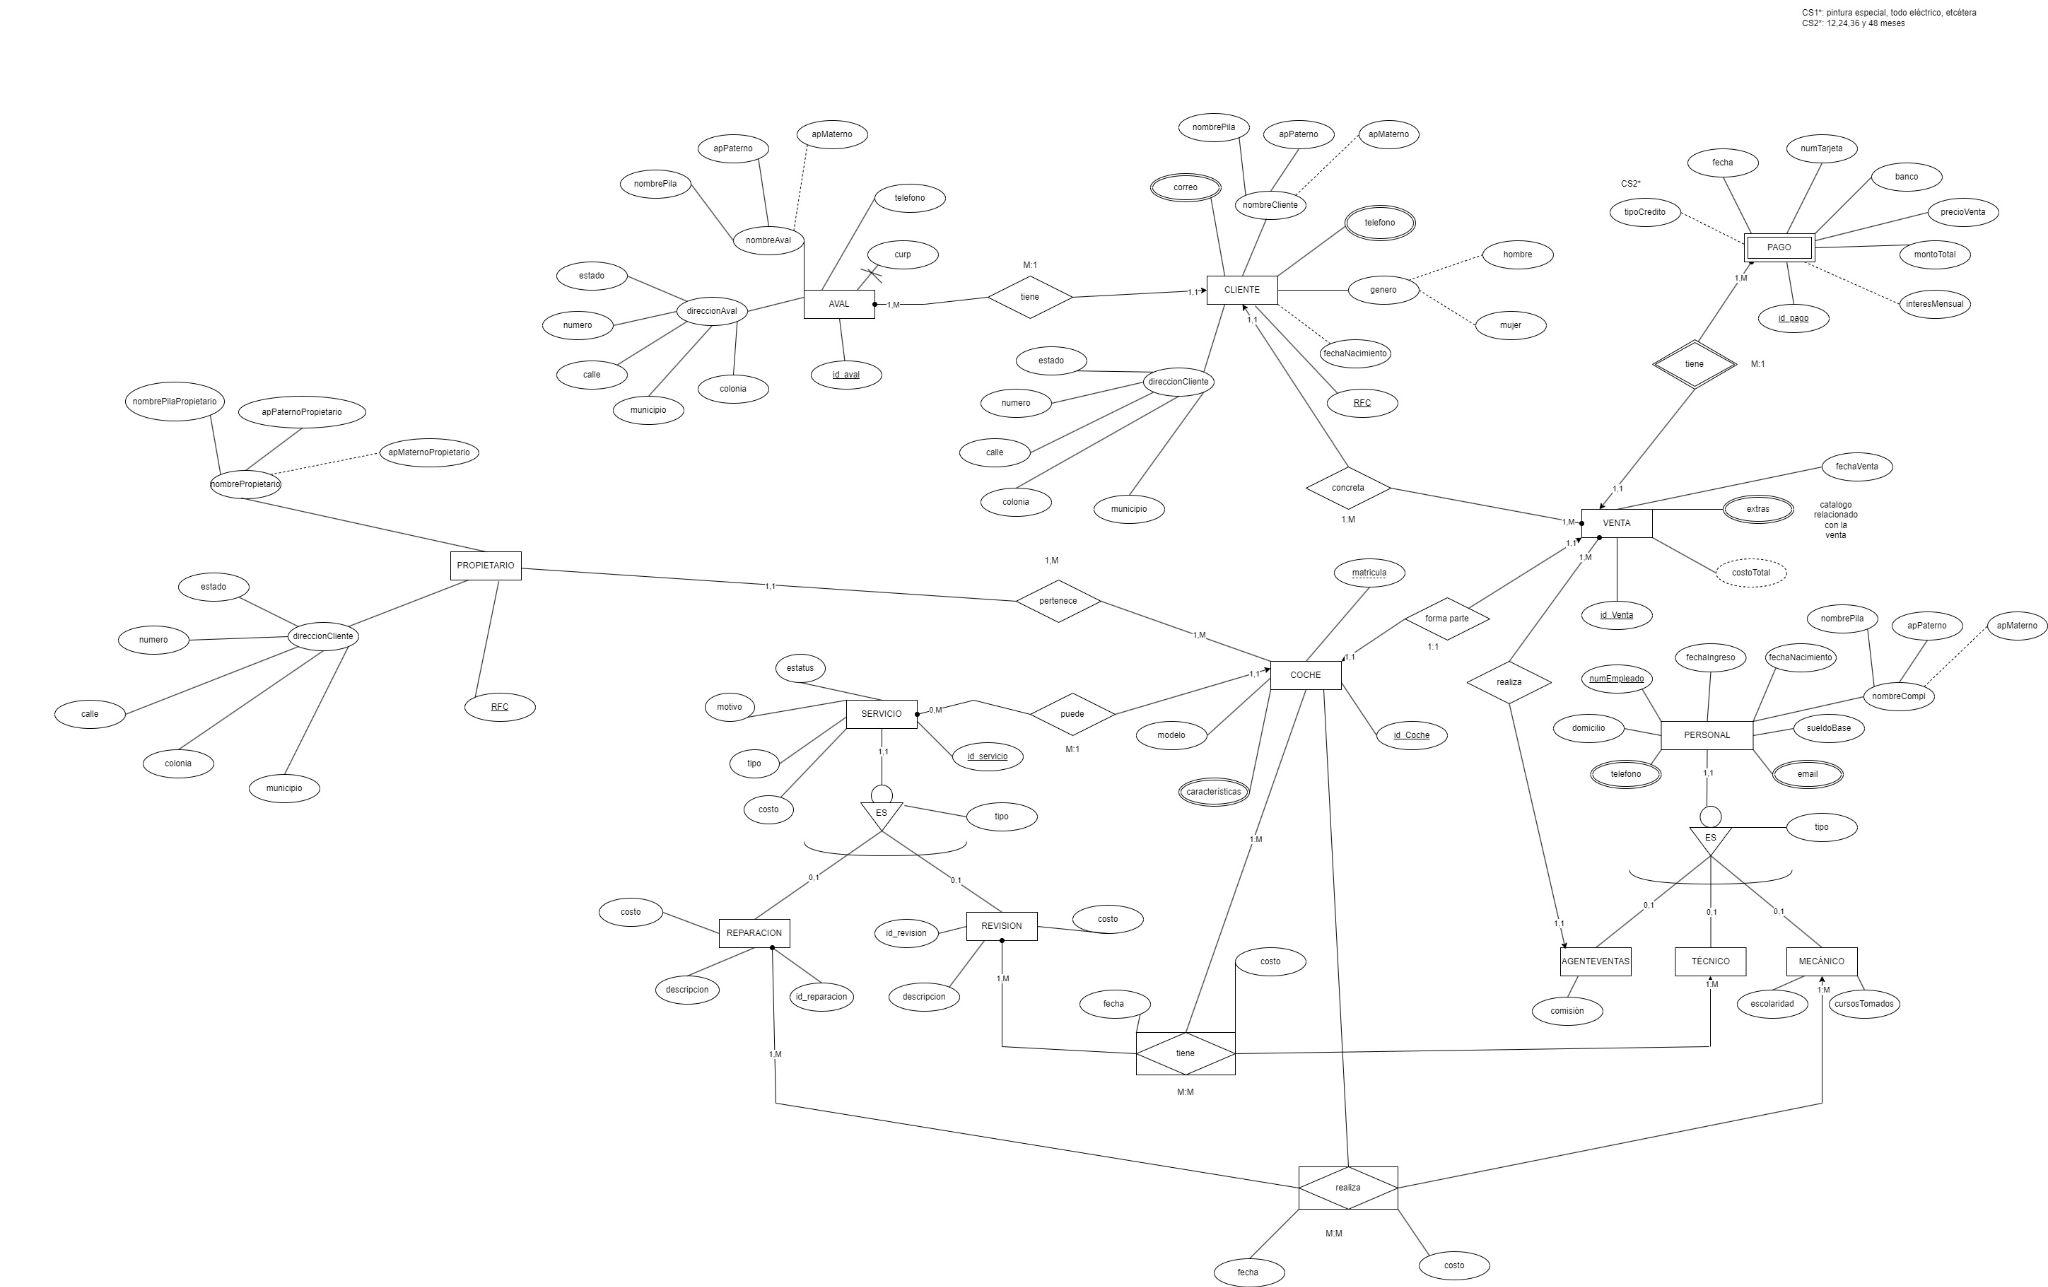 CS1*: pintura especial, todo eléctrico, etcétera
CS2*: 12,24,36 y 48 meses
nombrePila
apPaterno
apMaterno
apPaterno
apMaterno
numTarjeta
fecha
banco
CS2*
nombrePila
correo
telefono
nombreCliente
tipoCredito
precioVenta
telefono
nombreAval
PAGO
curp
hombre
montoTotal
estado
M:1
1,M
AVAL
1,M
tiene
1,1
CLIENTE
genero
interesMensual
direccionAval
numero
1,1
mujer
id_pago
fechaNacimiento
estado
tiene
M:1
calle
id_aval
colonia
direccionCliente
nombrePilaPropietario
apPaternoPropietario
municipio
numero
RFC
apMaternoPropietario
calle
fechaVenta
nombrePropietario
concreta
1,1
colonia
municipio
extras
catalogo
relacionado
con la
venta
1,M
1,M
VENTA
1,1
1,M
1,M
PROPIETARIO
matricula
costoTotal
estado
1,1
pertenece
forma parte
id_Venta
nombrePila
apPaterno
apMaterno
direccionCliente
numero
1,M
1:1
1,1
estatus
COCHE
fechaIngreso
fechaNacimiento
1,1
numEmpleado
realiza
nombreCompl
motivo
SERVICIO
0,M
puede
RFC
calle
modelo
id_Coche
domicilio
PERSONAL
sueldoBase
1,1
M:1
tipo
id_servicio
colonia
telefono
1,1
email
municipio
características
costo
ES
tipo
tipo
ES
1:M
0,1
0,1
costo
0,1
0,1
0,1
REPARACION
id_revision
REVISION
costo
1,1
costo
AGENTEVENTAS
TÉCNICO
MECÁNICO
1,M
1:M
1:M
descripcion
id_reparacion
descripcion
fecha
comisión
escolaridad
cursosTomados
1,M
tiene
M:M
realiza
M:M
fecha
costo